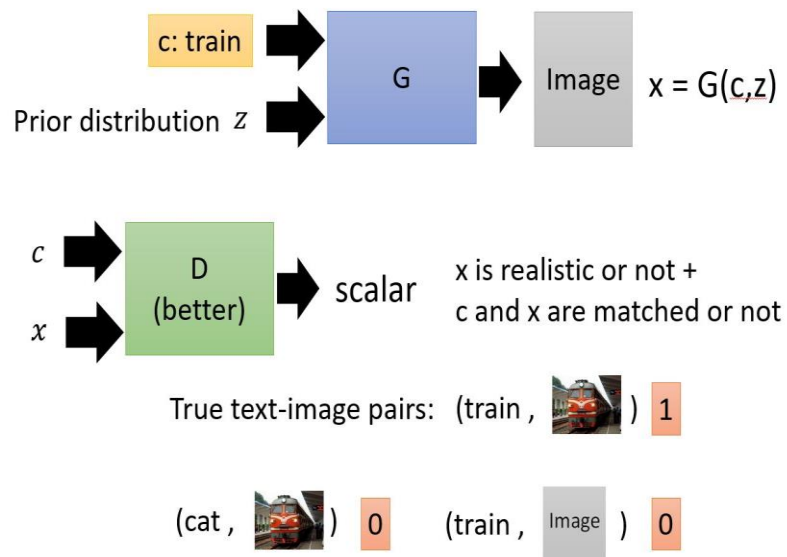 c: train
G
Image
x = G(c,z)
Prior distribution z
c
x
D
(better)
scalar
x is realistic or not +
c and x are matched or not
True text-image pairs: (train , ) 1
(cat , ) 0 (train , Image ) 0